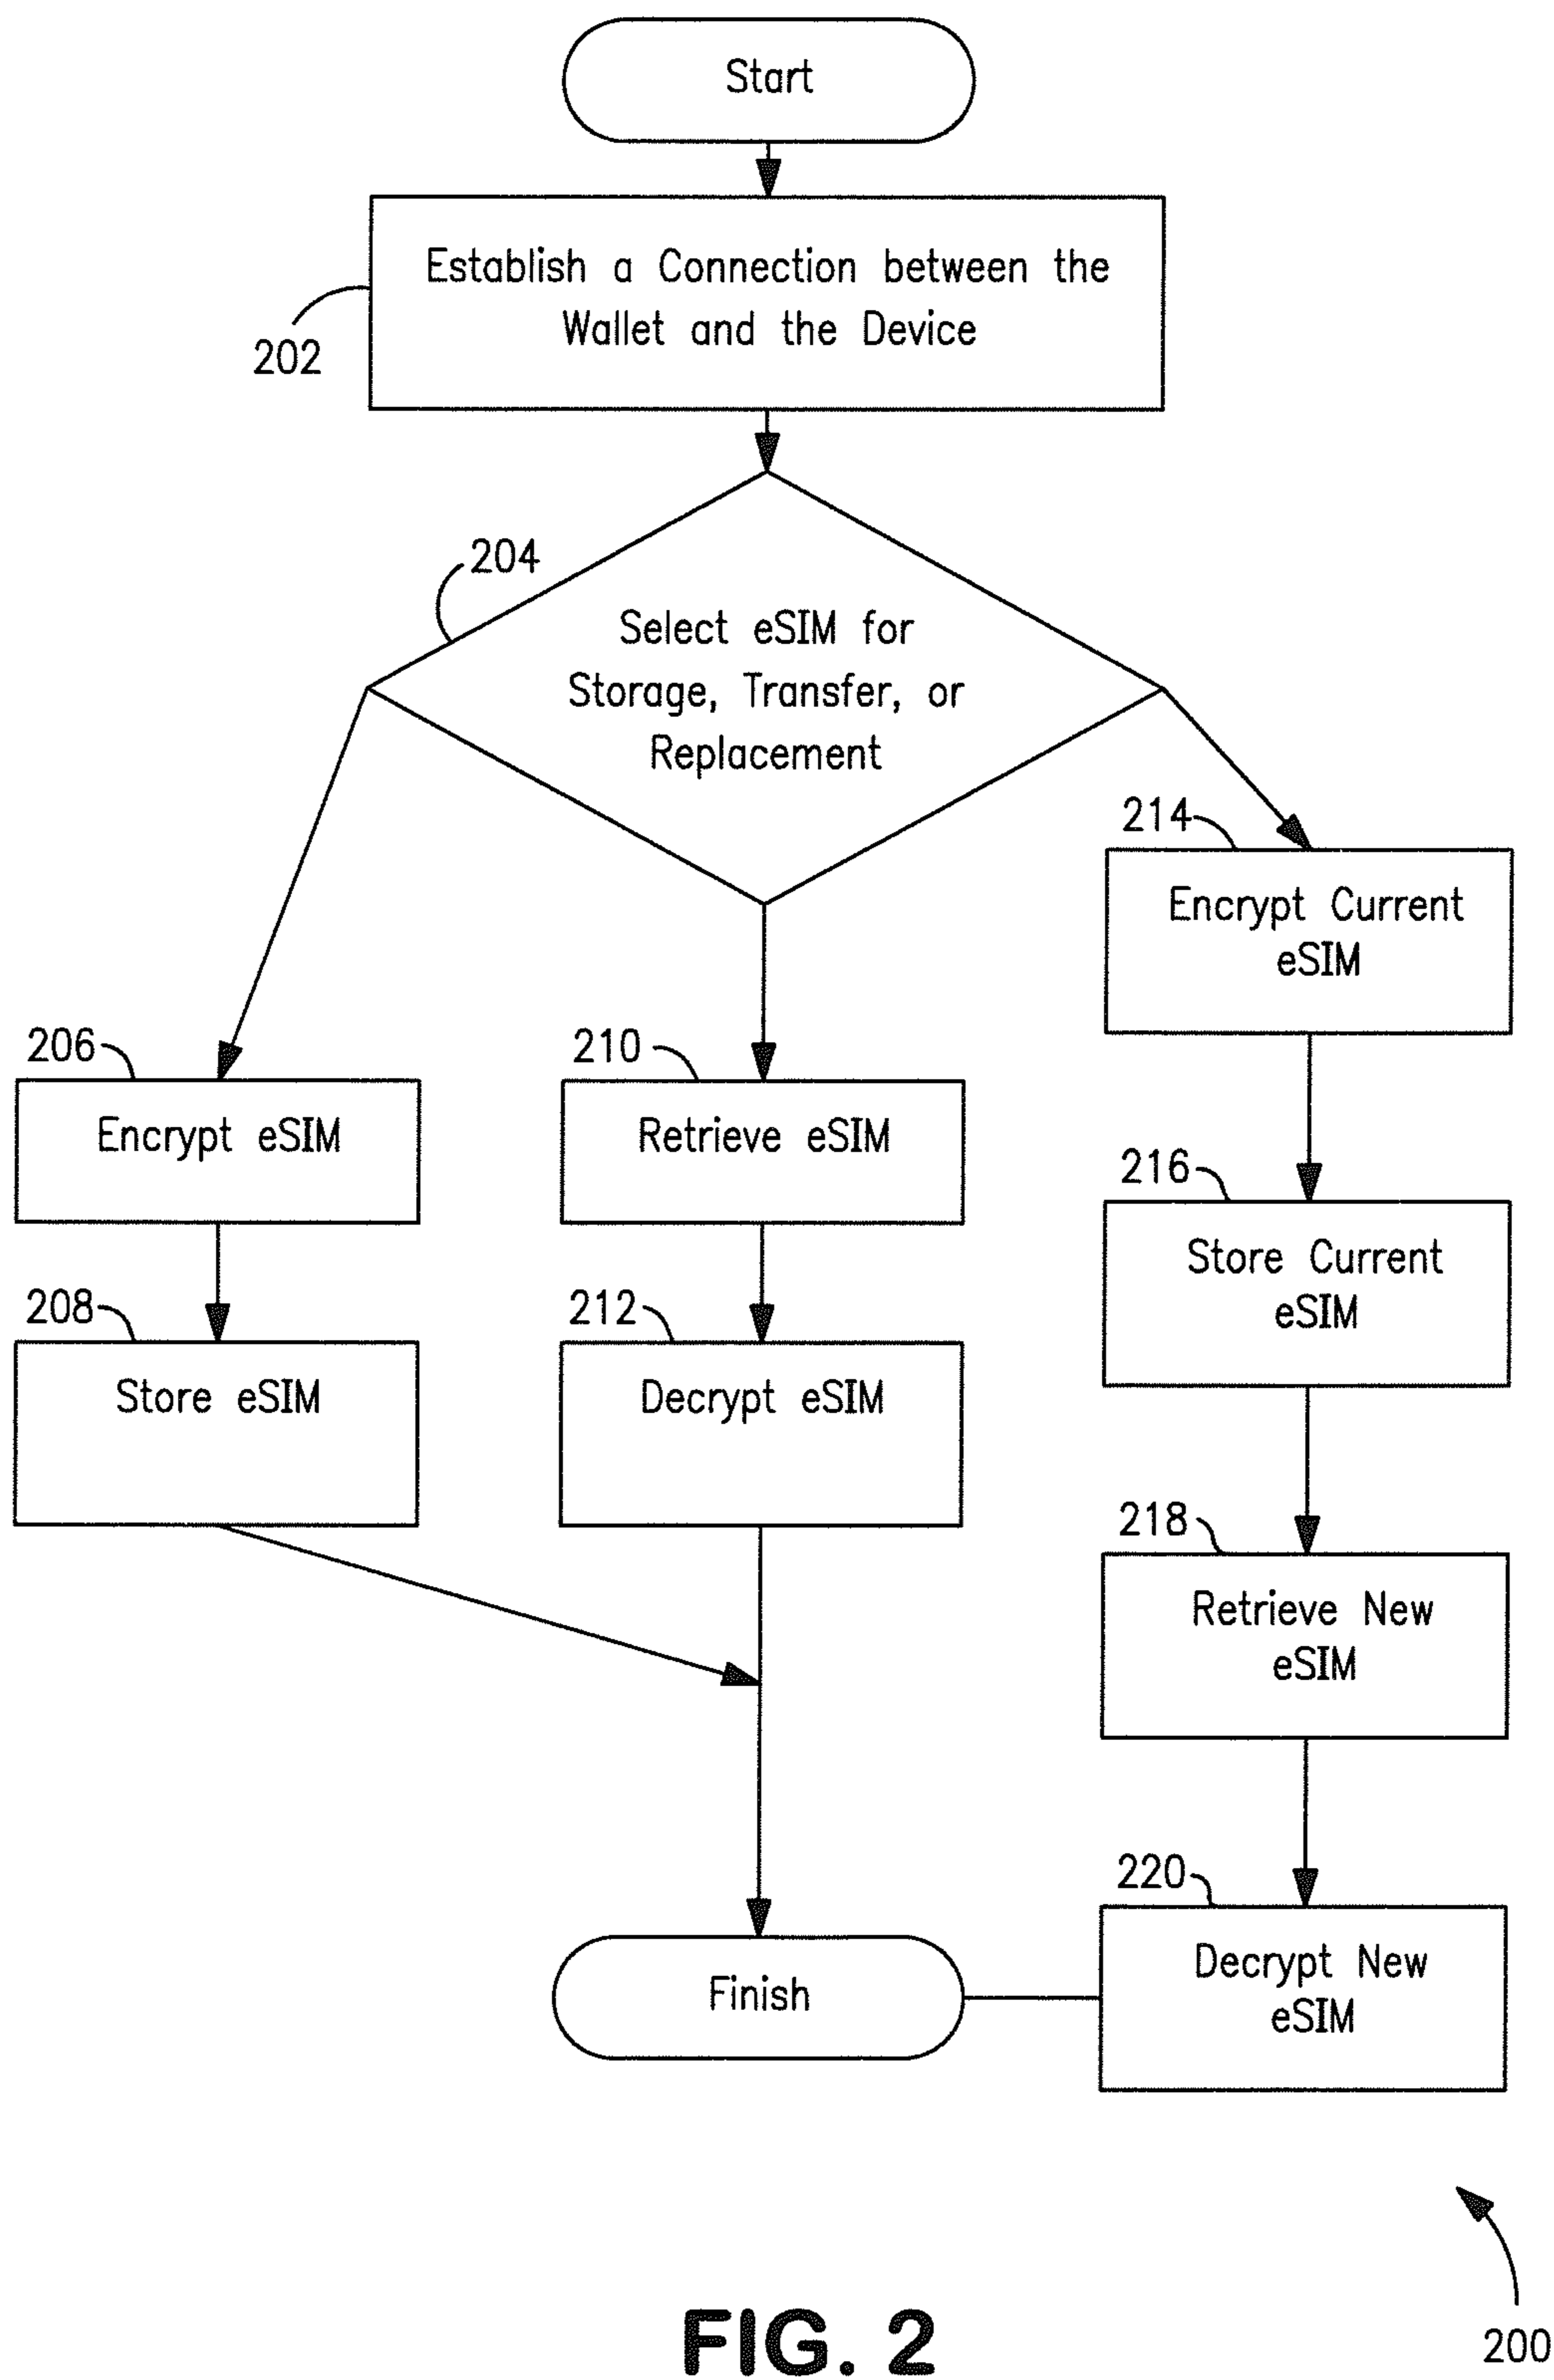 Start
Establish a Connection between the
Wallet and the Device
202
204
Select eSIM for
Storage, Transfer, or
Replacement
206
Encrypt eSIM
208
Store eSIM
210
Retrieve eSIM
212
Decrypt eSIM
214
Encrypt Current
eSIM
216
Store Current
eSIM
218
Retrieve New
eSIM
220
Decrypt New
eSIM
Finish
200
FIG. 2